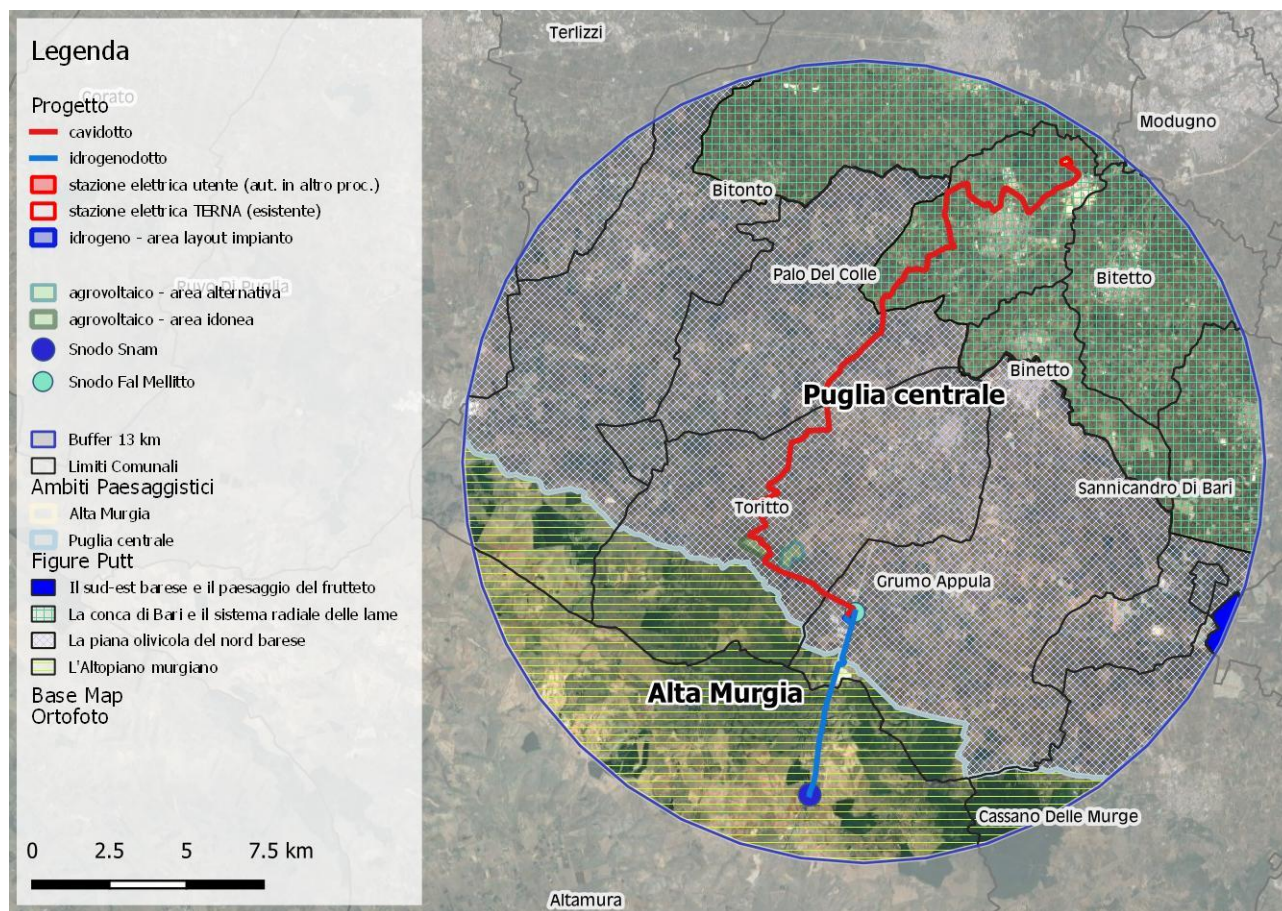 Legenda
Progetto
cavidotto
idrogenodotto
stazione elettrica utente (aut. in altro proc.)
stazione elettrica TERNA (esistente)
idrogeno - area layout impianto
agrovoltaico - area alternativa
agrovoltaico - area idonea
Snodo Snam
Snodo Fal Mellitto
Buffer 13 km
Limiti Comunali
Ambiti Paesaggistici
Alta Murgia
Puglia centrale
Figure Putt
Il sud-est barese e il paesaggio del frutteto
La conca di Bari e il sistema radiale delle lame
La piana olivicola del nord barese
L'Altopiano murgiano
Base Map
Ortofoto
0 2.5 5 7.5 km
Corato
Ruvo Di Puglia
Terlizzi
Modugno
Bitonto
Palo Del Colle
Bitetto
Binetto
Puglia centrale
Sannicandro Di Bari
Toritto
Grumo Appula
Alta Murgia
Cassano Delle Murge
Altamura